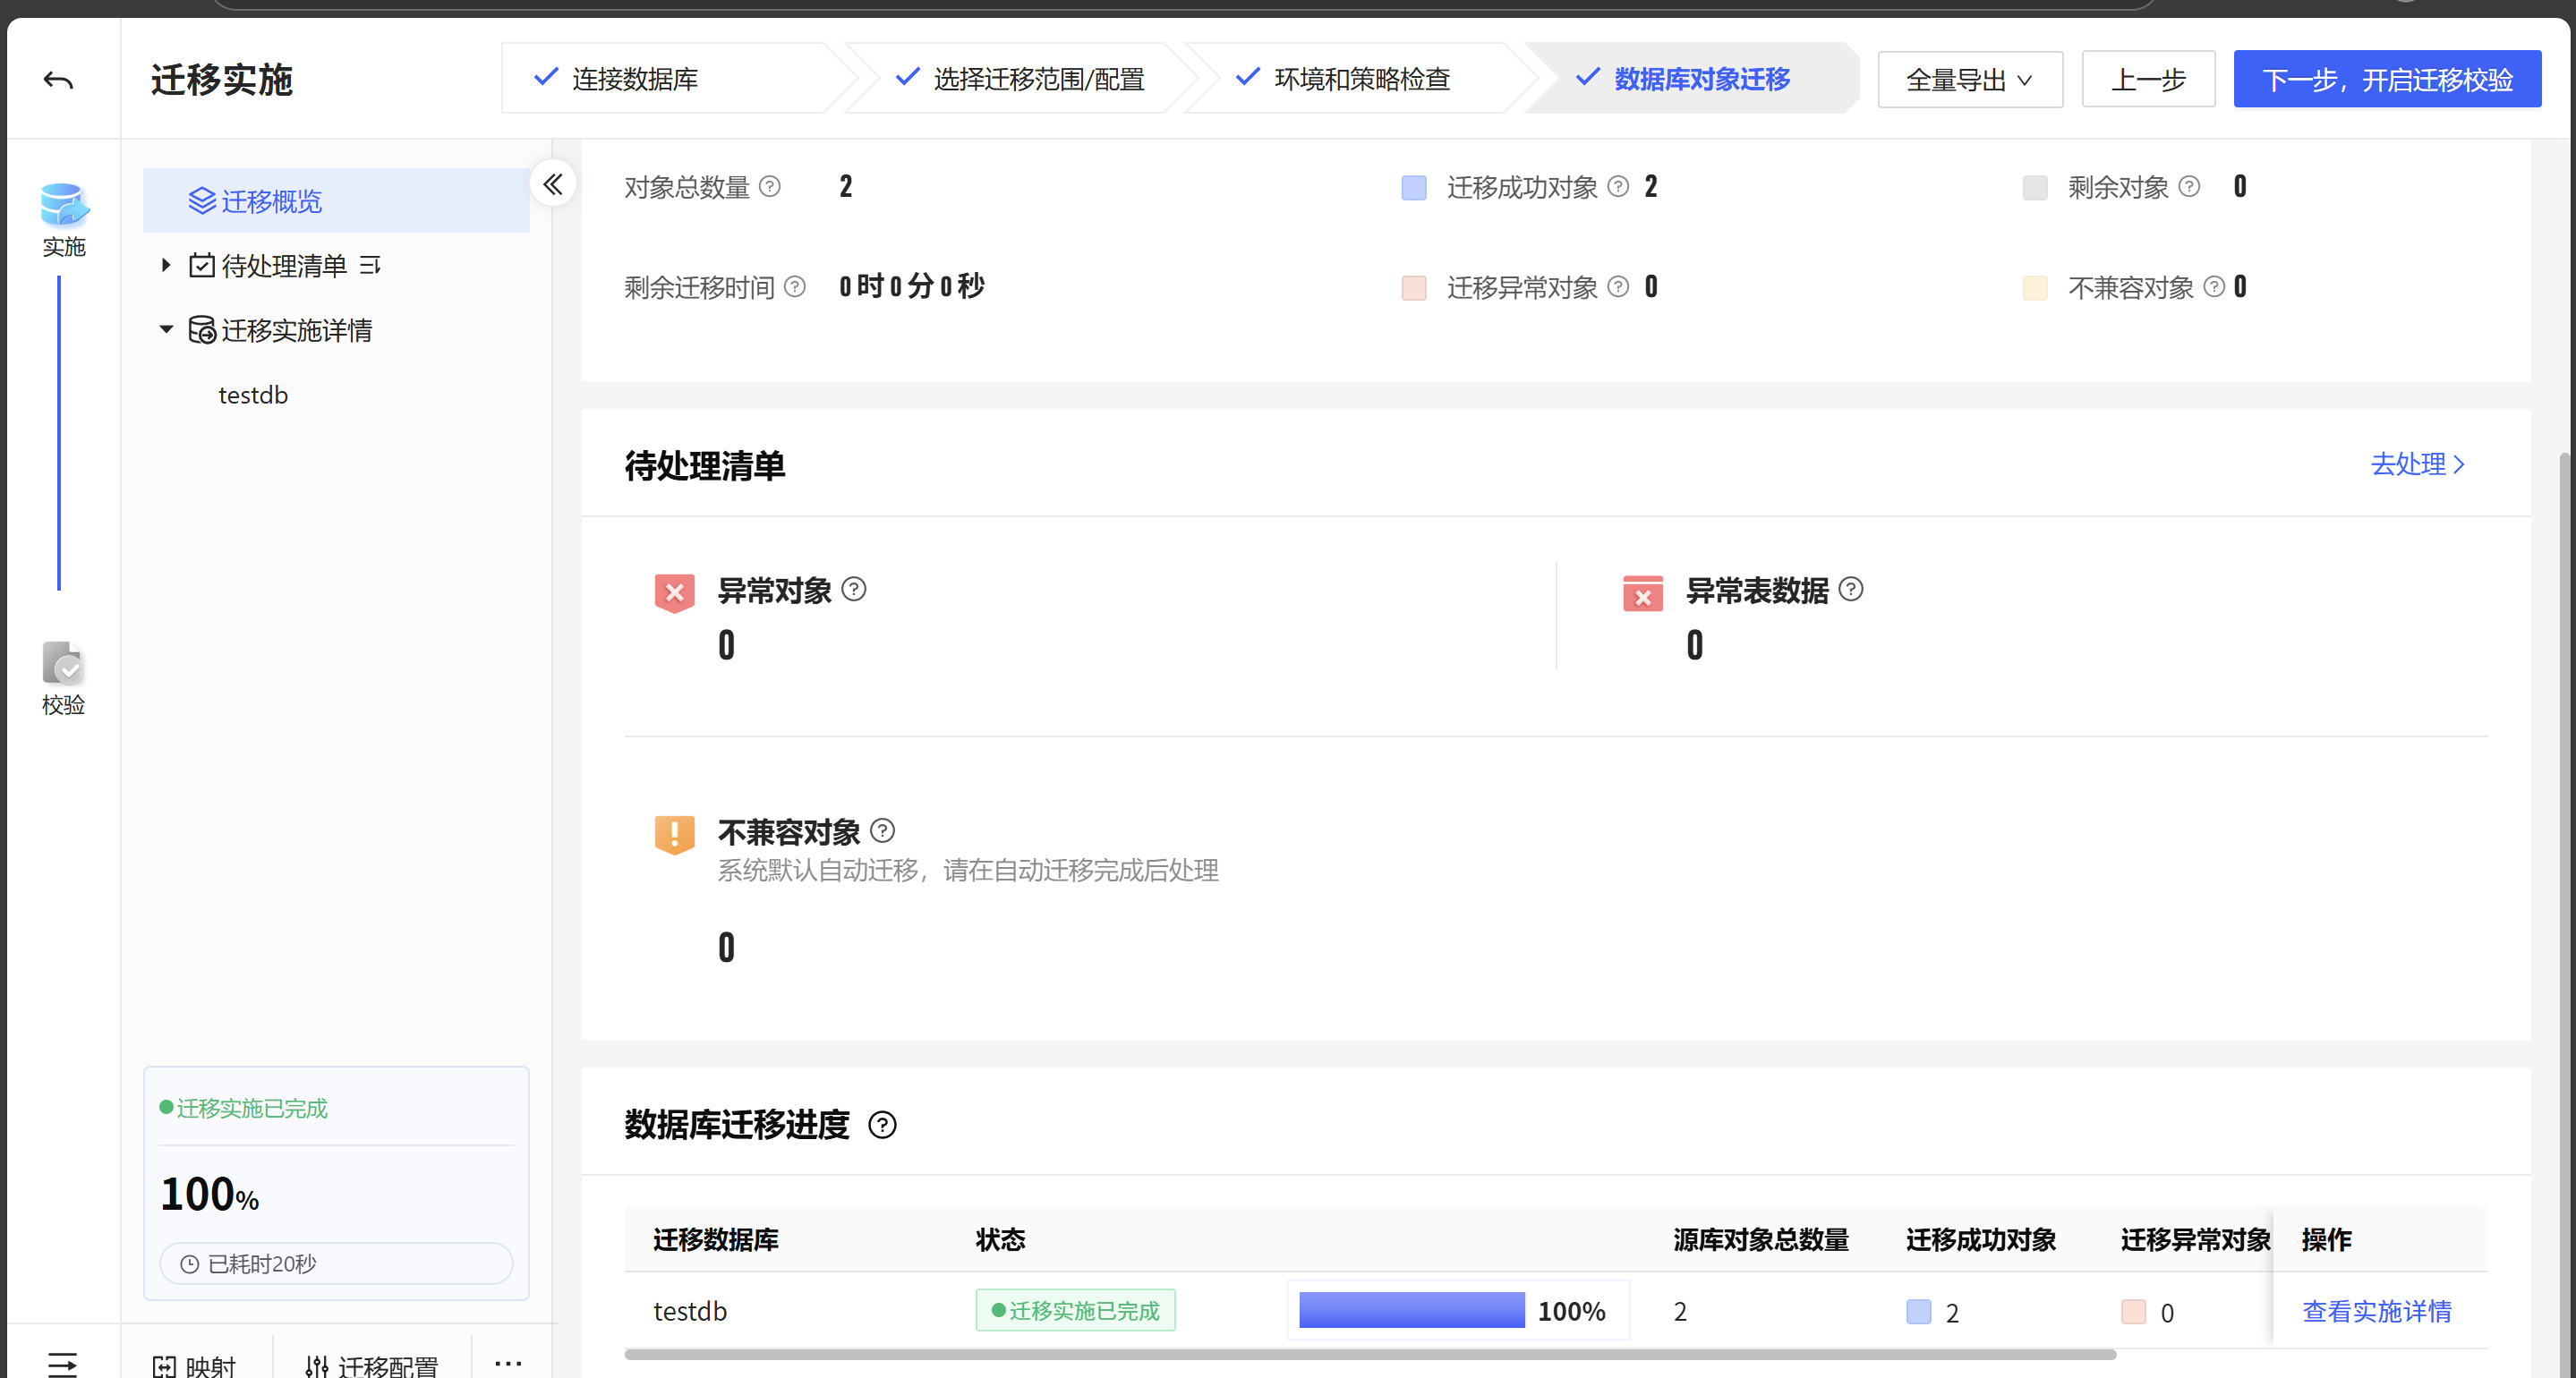 迁移实施
连接数据库
选择迁移范围/配置
环境和策略检查
数据库对象迁移
全量导出
上一步
下一步，开启迁移校验
实施
校验
迁移概览
待处理清单
迁移实施详情
testdb
对象总数量 2
迁移成功对象 2
剩余对象 0
剩余迁移时间 0时0分0秒
迁移异常对象 0
不兼容对象 0
待处理清单
去处理
异常对象
0
异常表数据
0
不兼容对象
系统默认自动迁移，请在自动迁移完成后处理
0
迁移实施已完成
100%
已耗时20秒
数据库迁移进度
迁移数据库 状态 源库对象总数量 迁移成功对象 迁移异常对象 操作
testdb 迁移实施已完成 100% 2 2 0 查看实施详情
映射
迁移配置